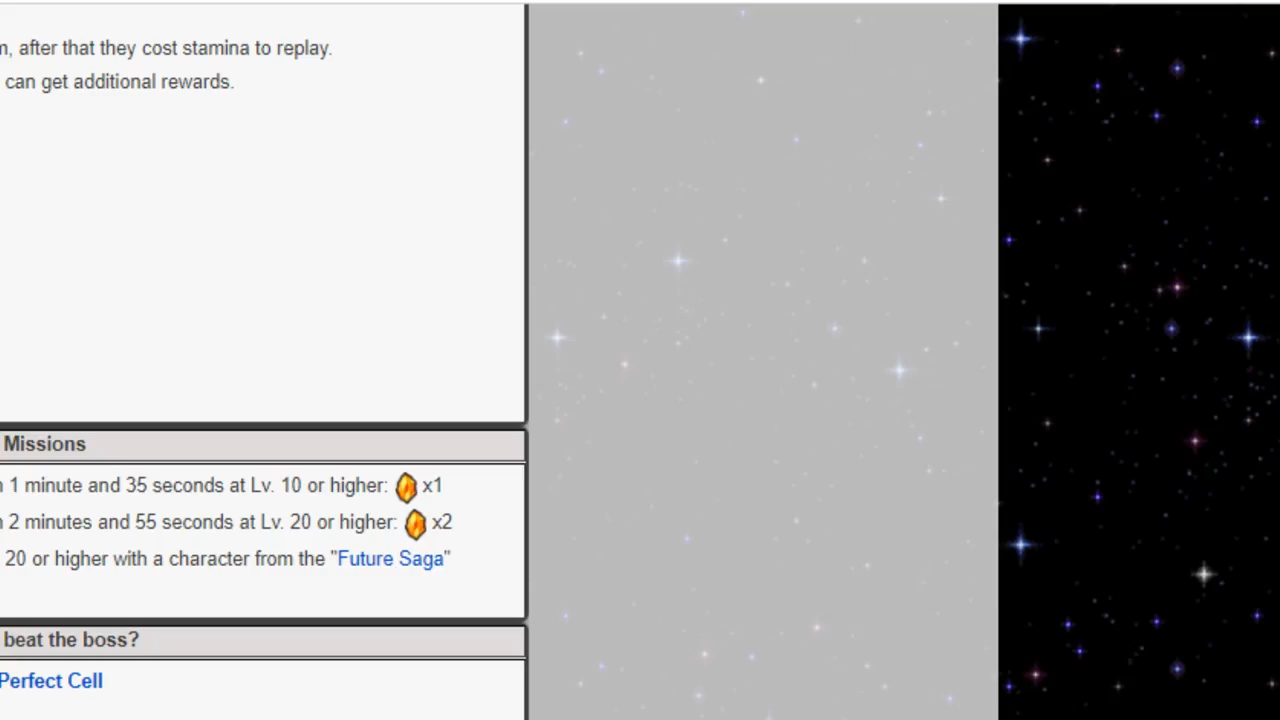 , after that they cost stamina to replay.
can get additional rewards.
Missions
1 minute and 35 seconds at Lv. 10 or higher: x1
2 minutes and 55 seconds at Lv. 20 or higher: x2
20 or higher with a character from the "Future Saga"
beat the boss?
Perfect Cell